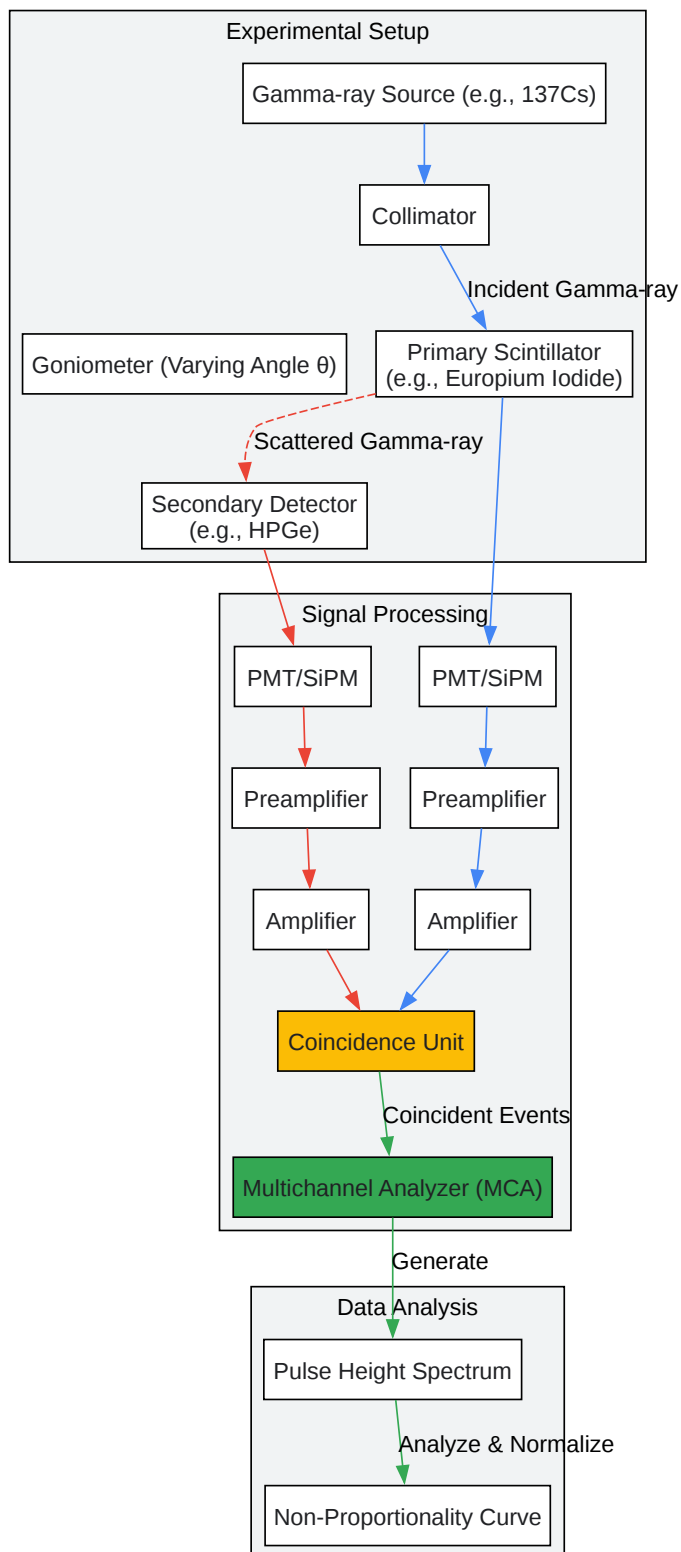 Experimental Setup
Gamma-ray Source (e.g., 137Cs)
Collimator
Incident Gamma-ray
Goniometer (Varying Angle θ)
Primary Scintillator
(e.g., Europium Iodide)
Scattered Gamma-ray
Secondary Detector
(e.g., HPGe)
Signal Processing
PMT/SiPM
PMT/SiPM
Preamplifier
Preamplifier
Amplifier
Amplifier
Coincidence Unit
Coincident Events
Multichannel Analyzer (MCA)
Generate
Data Analysis
Pulse Height Spectrum
Analyze & Normalize
Non-Proportionality Curve